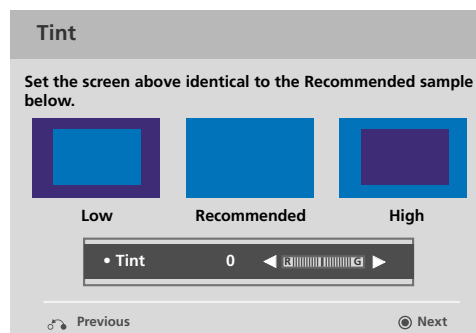 Tint
Set the screen above identical to the Recommended sample
below.
Low Recommended High
• Tint 0 ◀ R G ▶
Previous Next